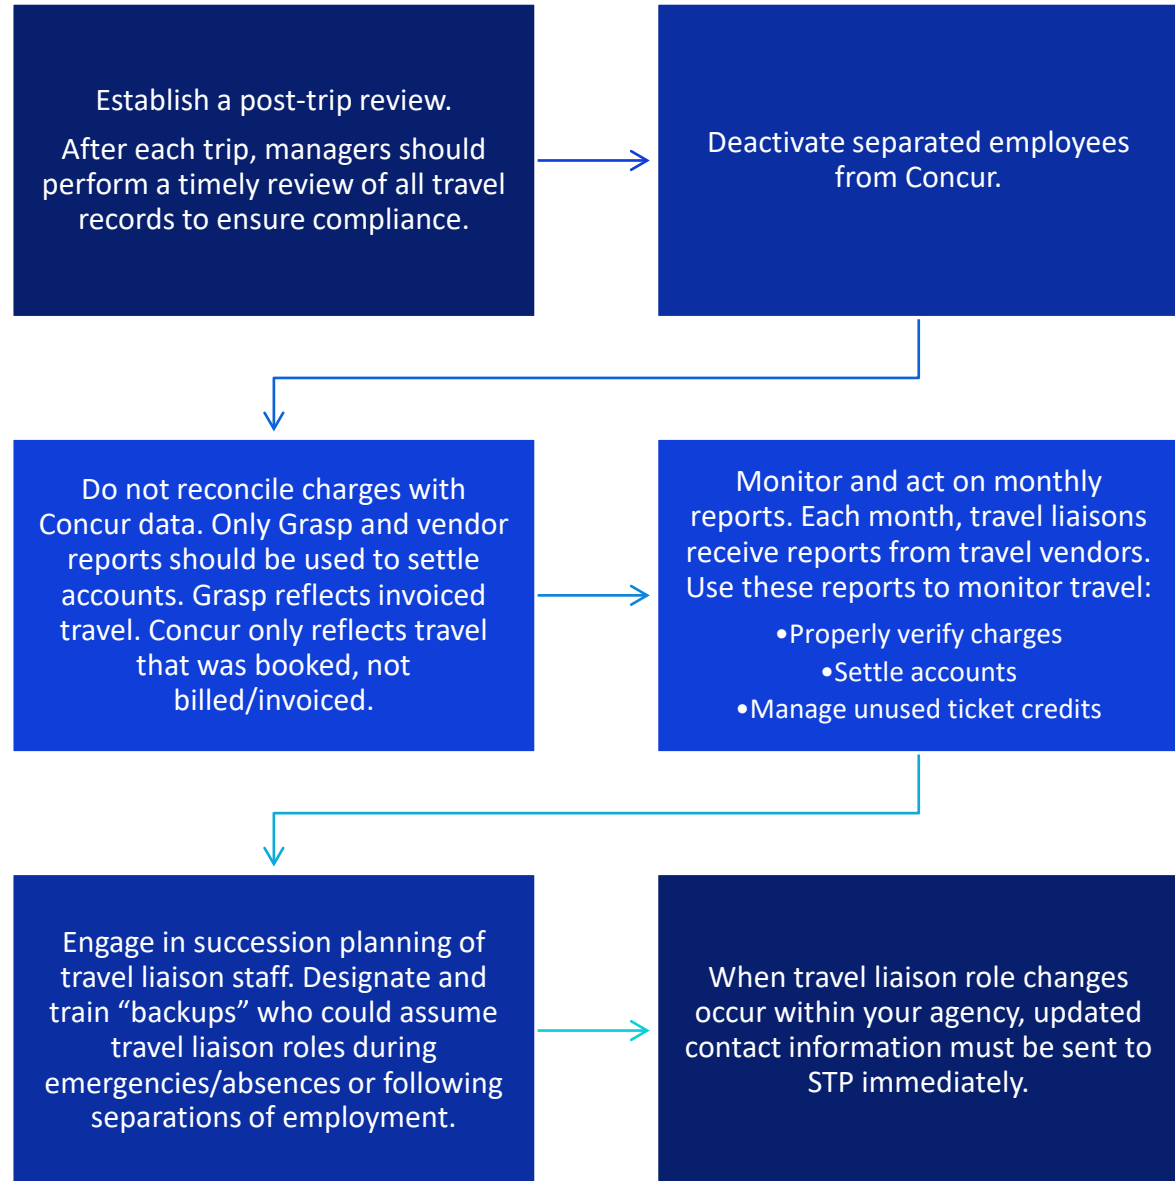 Establish a post-trip review.
After each trip, managers should
perform a timely review of all travel
records to ensure compliance.
Deactivate separated employees
from Concur.
Do not reconcile charges with
Concur data. Only Grasp and vendor
reports should be used to settle
accounts. Grasp reflects invoiced
travel. Concur only reflects travel
that was booked, not
billed/invoiced.
Monitor and act on monthly
reports. Each month, travel liaisons
receive reports from travel vendors.
Use these reports to monitor travel:
•Properly verify charges
•Settle accounts
•Manage unused ticket credits
Engage in succession planning of
travel liaison staff. Designate and
train “backups” who could assume
travel liaison roles during
emergencies/absences or following
separations of employment.
When travel liaison role changes
occur within your agency, updated
contact information must be sent to
STP immediately.